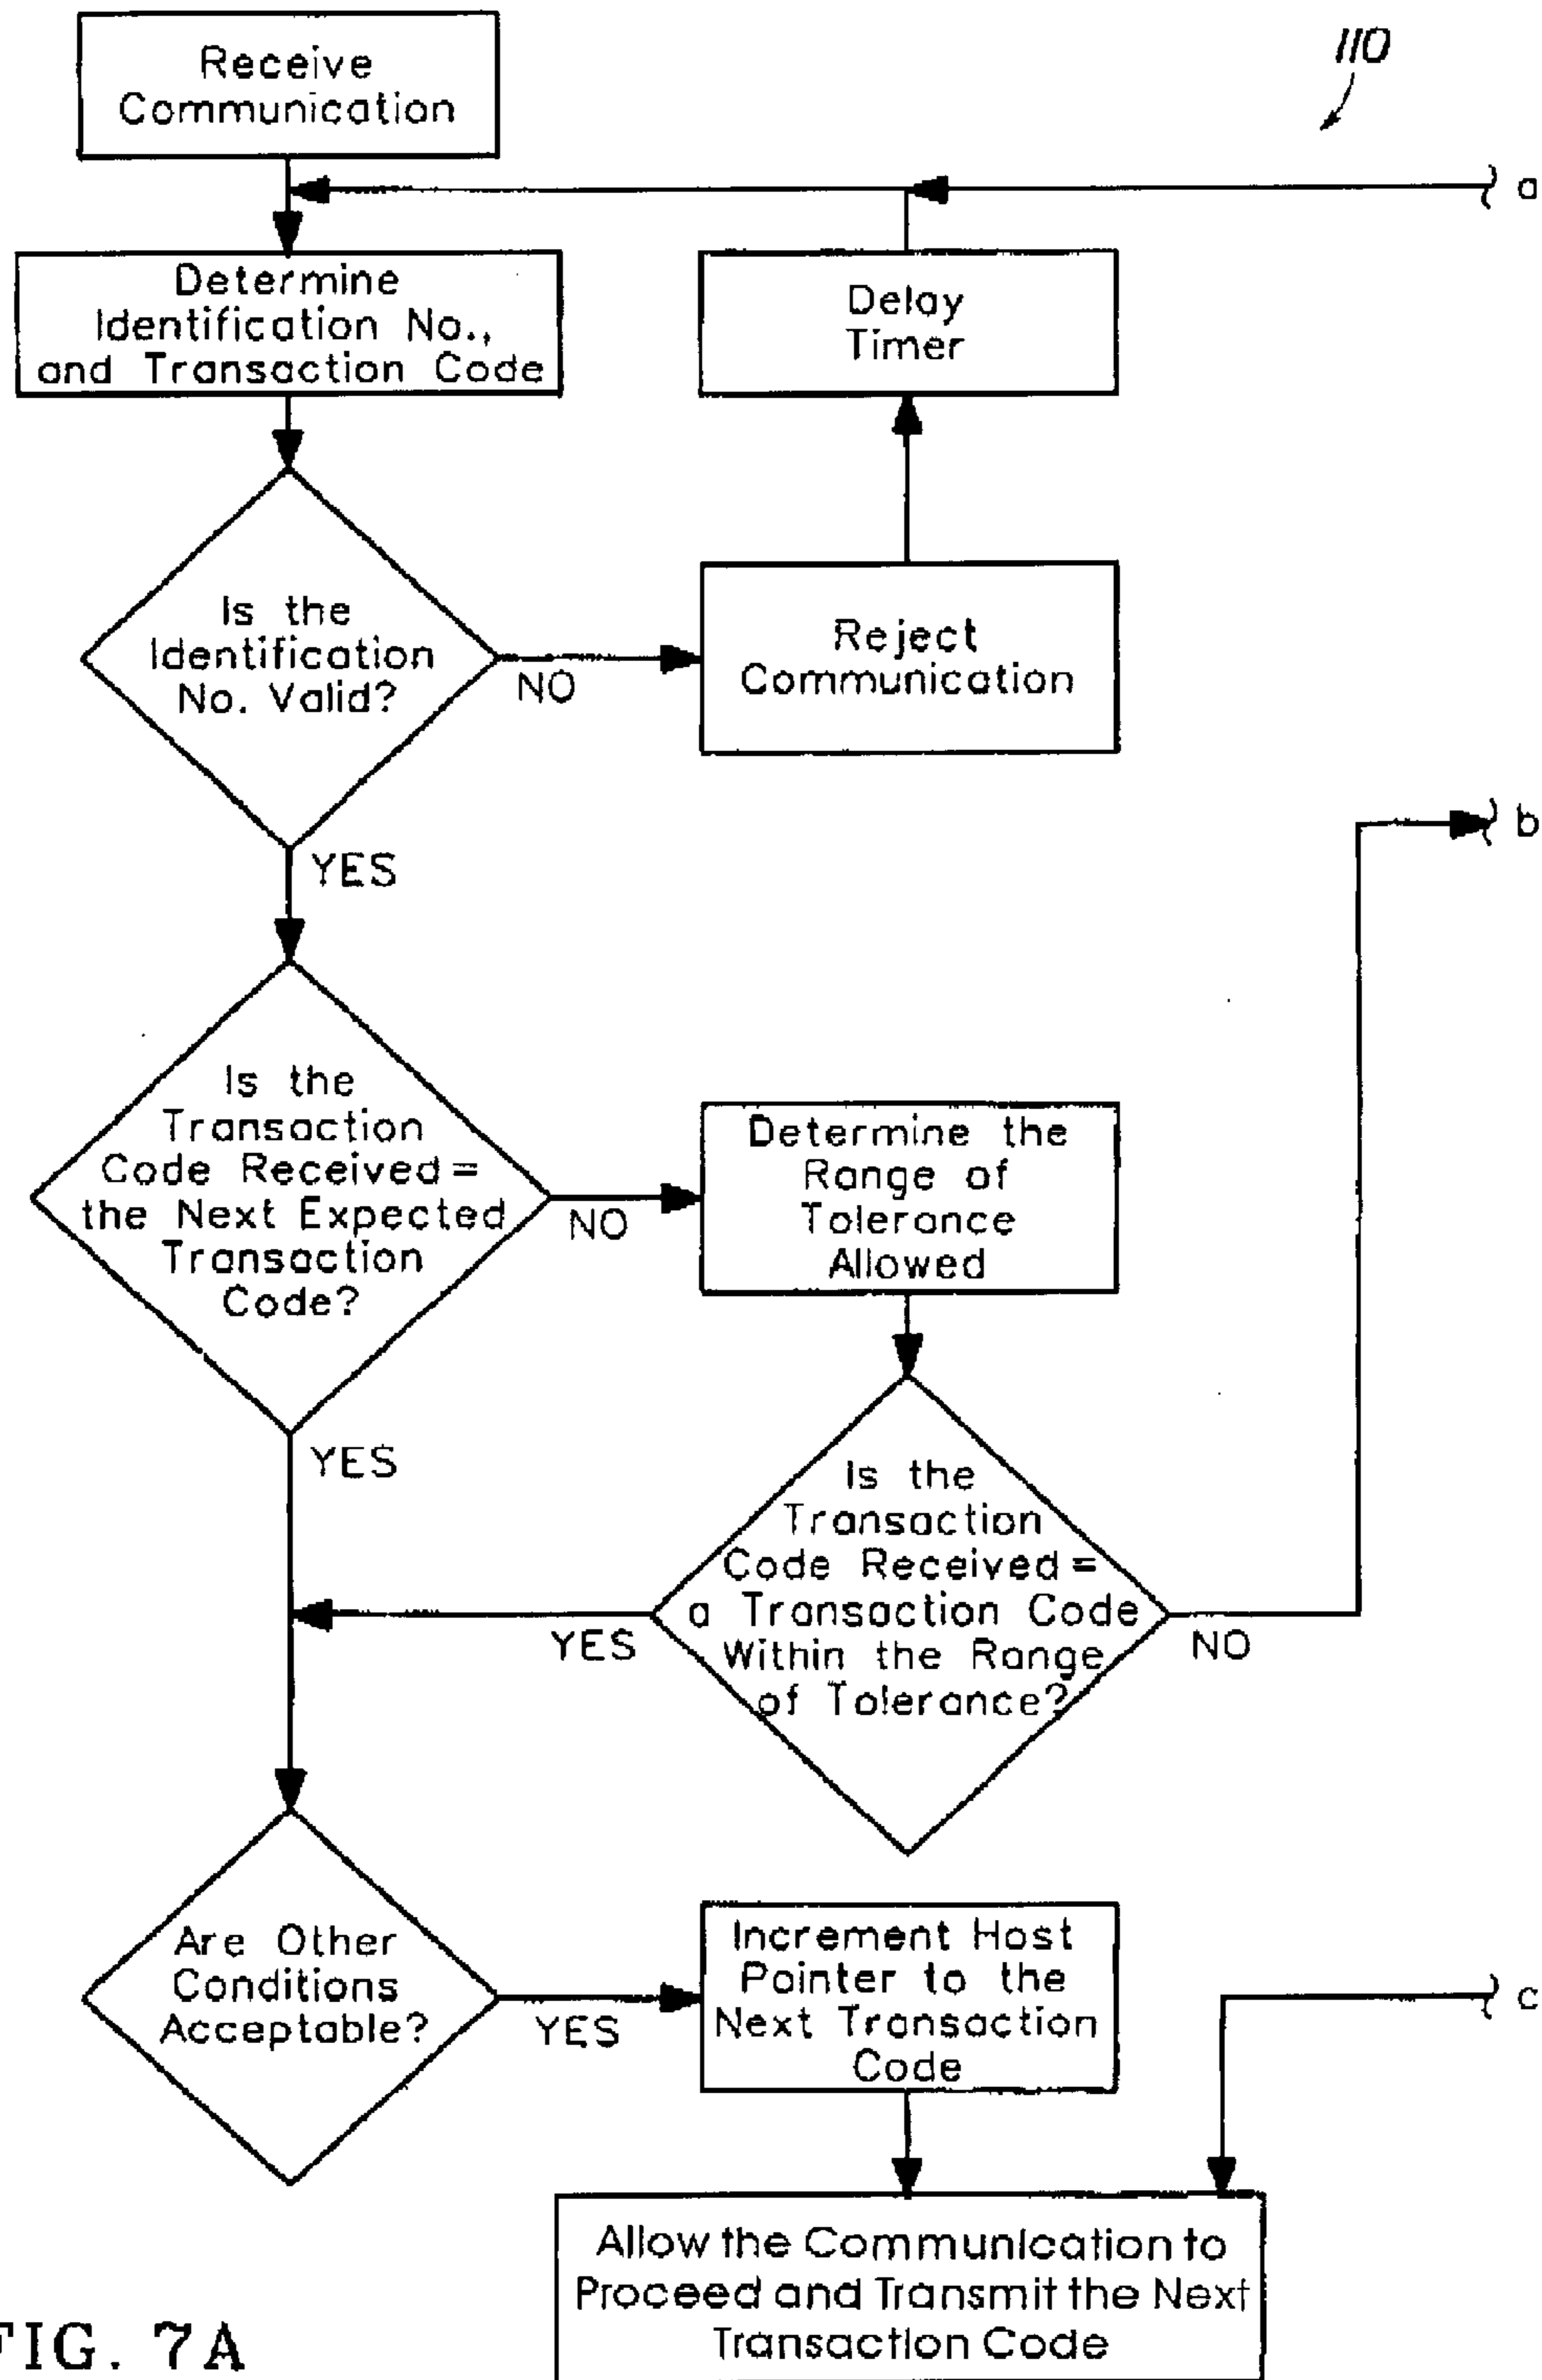 Receive
Communication
110
a
Determine
Identification No.,
and Transaction Code
Delay
Timer
Is the
Identification
No. Valid?
NO
Reject
Communication
YES
b
Is the
Transaction
Code Received =
the Next Expected
Transaction
Code?
NO
Determine the
Range of
Tolerance
Allowed
YES
Is the
Transaction
Code Received =
a Transaction Code
Within the Range
of Tolerance?
YES
NO
Are Other
Conditions
Acceptable?
YES
Increment Host
Pointer to the
Next Transaction
Code
c
Allow the Communication to
Proceed and Transmit the Next
Transaction Code
FIG. 7A